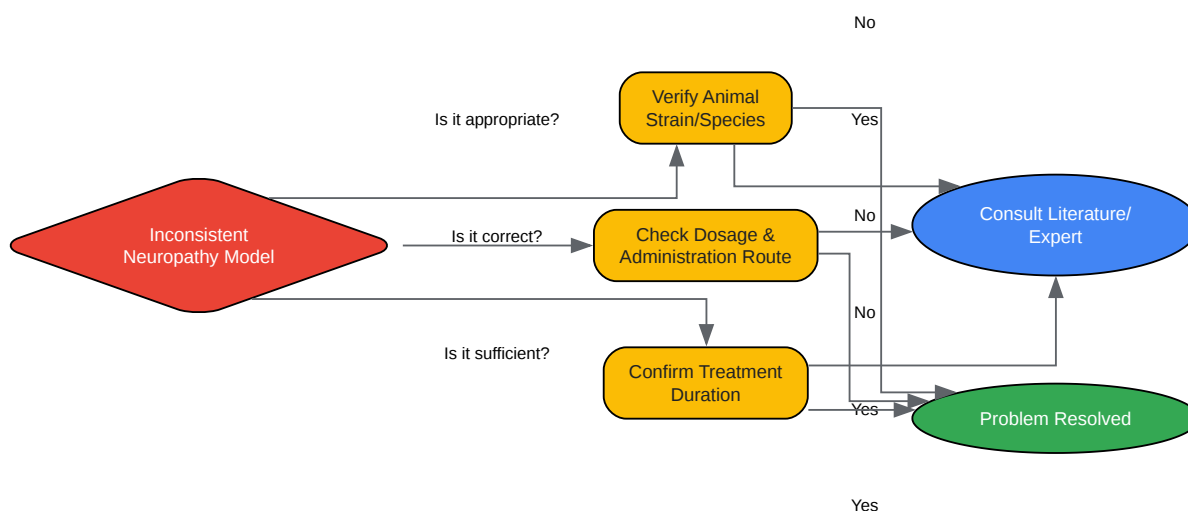 No
Verify Animal
Strain/Species
Is it appropriate?
Yes
Inconsistent
Neuropathy Model
Is it correct?
Check Dosage &
Administration Route
No
Consult Literature/
Expert
No
Is it sufficient?
Confirm Treatment
Duration
Yes
Problem Resolved
Yes